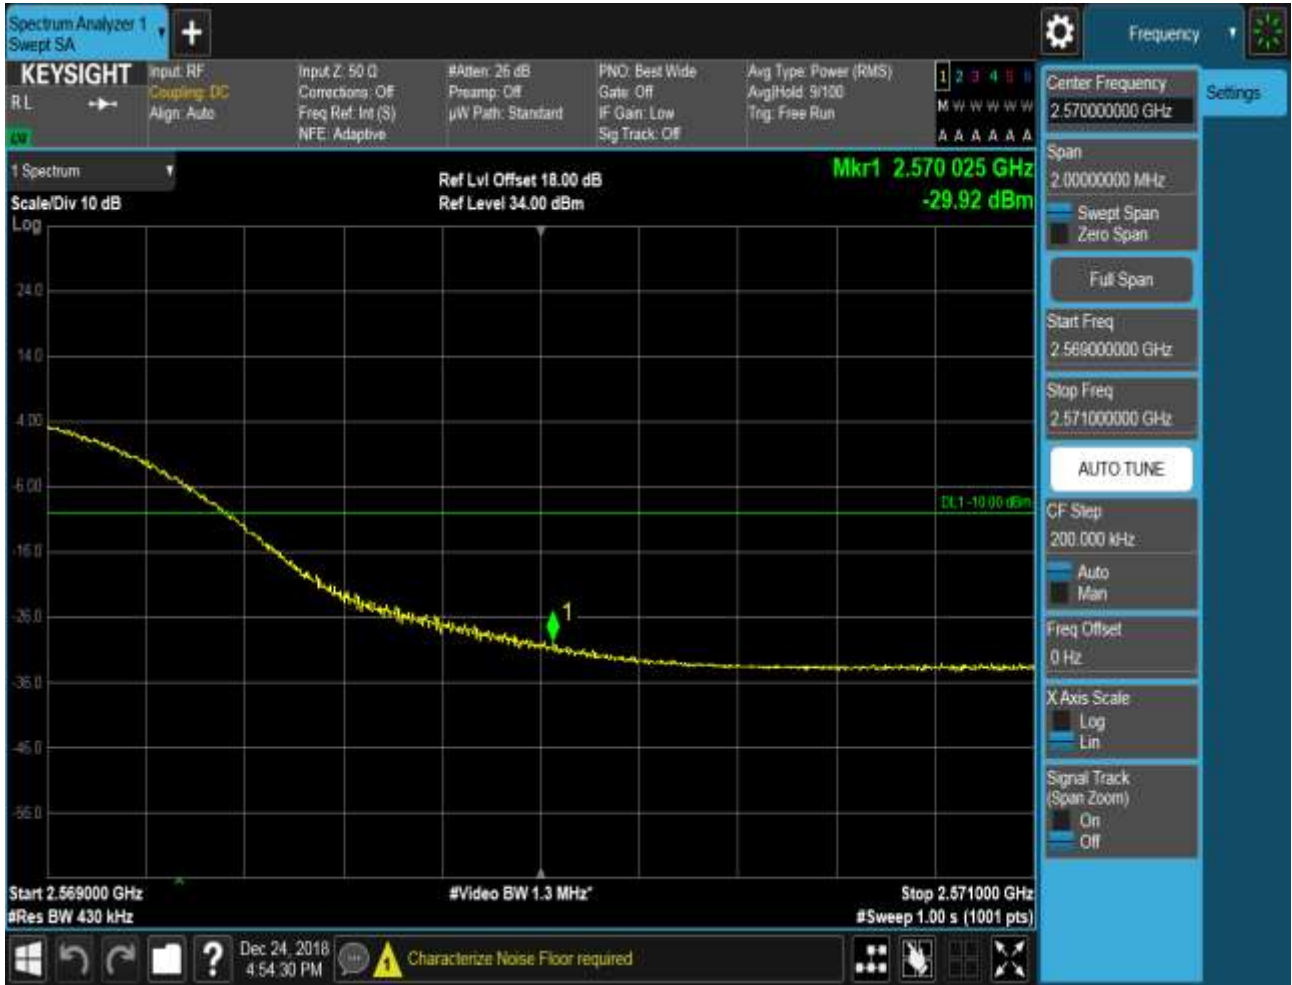 Spectrum Analyzer 1
Swept SA
+
Frequency
KEYSIGHT
R L
Input: RF
Coupling: DC
Align: Auto
Input Z: 50 Ω
Corrections: Off
Freq Ref: Int (S)
NFE: Adaptive
#Atten: 26 dB
Preamp: Off
µW Path: Standard
PNO: Best Wide
Gate: Off
IF Gain: Low
Sig Track: Off
Avg Type: Power (RMS)
Avg|Hold: 9/100
Trig: Free Run
1 2 3 4 5 6
M W W W W W
A A A A A A
1 Spectrum
Scale/Div 10 dB
Log
Ref Lvl Offset 18.00 dB
Ref Level 34.00 dBm
Mkr1 2.570 025 GHz
-29.92 dBm
24.0
14.0
4.00
-6.00
-16.0
-26.0
-36.0
-46.0
-56.0
DL1 -10.00 dBm
1
Start 2.569000 GHz
#Res BW 430 kHz
#Video BW 1.3 MHz*
Stop 2.571000 GHz
#Sweep 1.00 s (1001 pts)
?
Dec 24, 2018
4:54:30 PM
Characterize Noise Floor required
Center Frequency
2.570000000 GHz
Settings
Span
2.00000000 MHz
Swept Span
Zero Span
Full Span
Start Freq
2.569000000 GHz
Stop Freq
2.571000000 GHz
AUTO TUNE
CF Step
200.000 kHz
Auto
Man
Freq Offset
0 Hz
X Axis Scale
Log
Lin
Signal Track
(Span Zoom)
On
Off